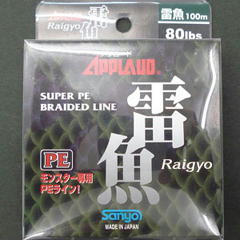 雷魚 100m
Raigyo
80lbs
APPLAUD
SUPER PE
BRAIDED LINE
雷魚
Raigyo
PE
モンスター専用
PEライン!
Sanyo
MADE IN JAPAN